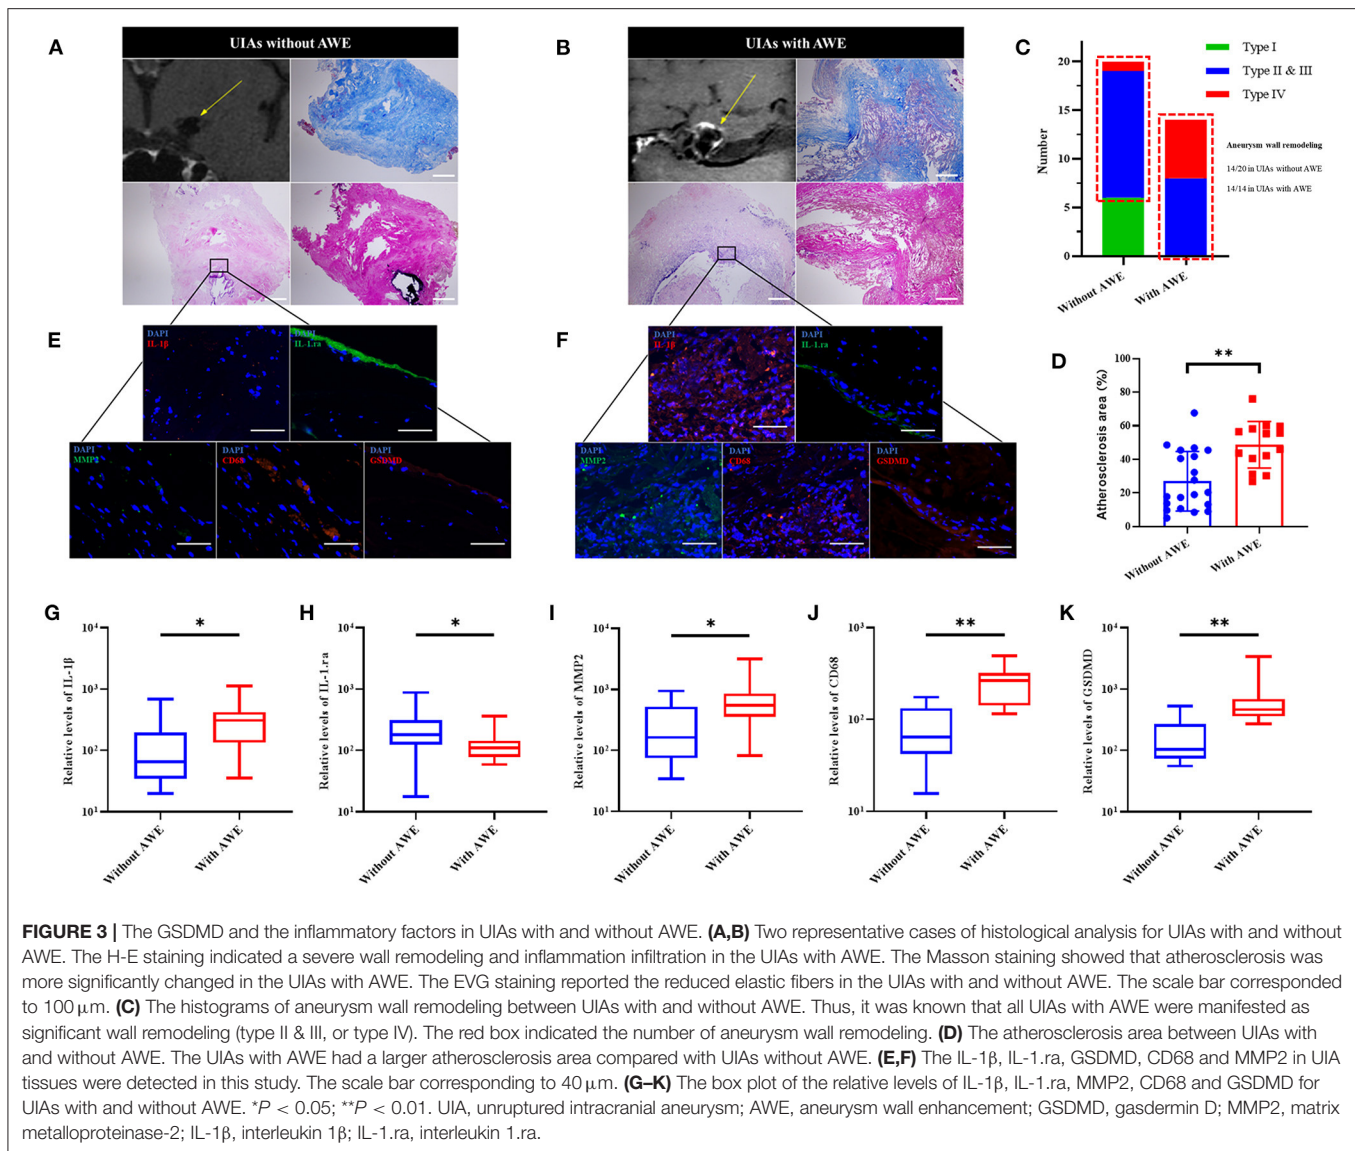 A
UIAs without AWE
B
UIAs with AWE
C
Number
20
15
10
5
0
Without AWE
With AWE
Type I
Type II & III
Type IV
Aneurysm wall remodeling
14/20 in UIAs without AWE
14/14 in UIAs with AWE
D
**
Atherosclerosis area (%)
100
80
60
40
20
0
Without AWE
With AWE
E
DAPI
IL-1β
DAPI
IL-1.ra
DAPI
MMP2
DAPI
CD68
DAPI
GSDMD
F
DAPI
IL-1β
DAPI
IL-1.ra
DAPI
MMP2
DAPI
CD68
DAPI
GSDMD
G
*
Relative levels of IL-1β
10⁴
10³
10²
10¹
Without AWE
With AWE
H
*
Relative levels of IL-1.ra
10⁴
10³
10²
10¹
Without AWE
With AWE
I
*
Relative levels of MMP2
10⁴
10³
10²
10¹
Without AWE
With AWE
J
**
Relative levels of CD68
10³
10²
10¹
Without AWE
With AWE
K
**
Relative levels of GSDMD
10⁴
10³
10²
10¹
Without AWE
With AWE
FIGURE 3 | The GSDMD and the inflammatory factors in UIAs with and without AWE. (A,B) Two representative cases of histological analysis for UIAs with and without
AWE. The H-E staining indicated a severe wall remodeling and inflammation infiltration in the UIAs with AWE. The Masson staining showed that atherosclerosis was
more significantly changed in the UIAs with AWE. The EVG staining reported the reduced elastic fibers in the UIAs with and without AWE. The scale bar corresponded
to 100 μm. (C) The histograms of aneurysm wall remodeling between UIAs with and without AWE. Thus, it was known that all UIAs with AWE were manifested as
significant wall remodeling (type II & III, or type IV). The red box indicated the number of aneurysm wall remodeling. (D) The atherosclerosis area between UIAs with
and without AWE. The UIAs with AWE had a larger atherosclerosis area compared with UIAs without AWE. (E,F) The IL-1β, IL-1.ra, GSDMD, CD68 and MMP2 in UIA
tissues were detected in this study. The scale bar corresponding to 40 μm. (G–K) The box plot of the relative levels of IL-1β, IL-1.ra, MMP2, CD68 and GSDMD for
UIAs with and without AWE. *P < 0.05; **P < 0.01. UIA, unruptured intracranial aneurysm; AWE, aneurysm wall enhancement; GSDMD, gasdermin D; MMP2, matrix
metalloproteinase-2; IL-1β, interleukin 1β; IL-1.ra, interleukin 1.ra.